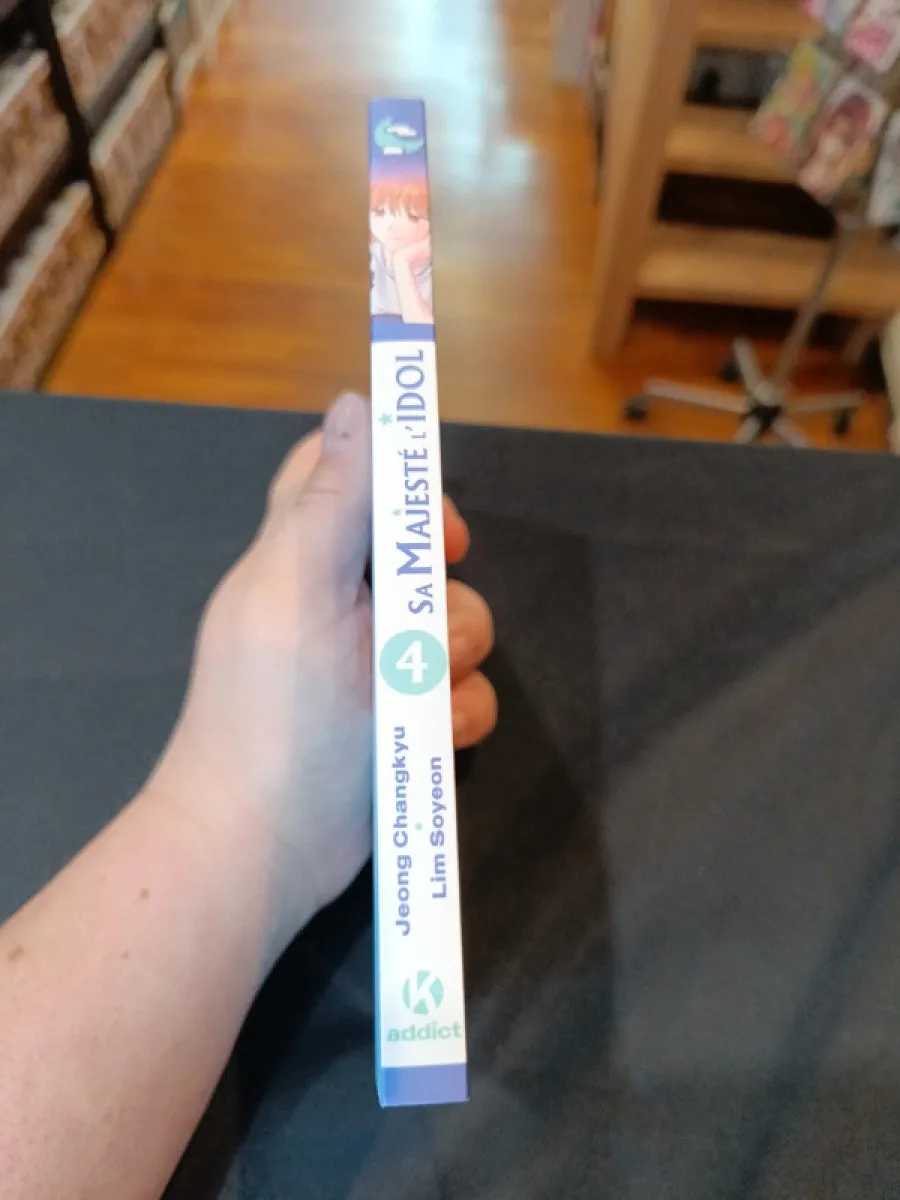 SA MAJESTÉ L'IDOL
4
Jeong Changkyu
Lim Soyeon
K
addict